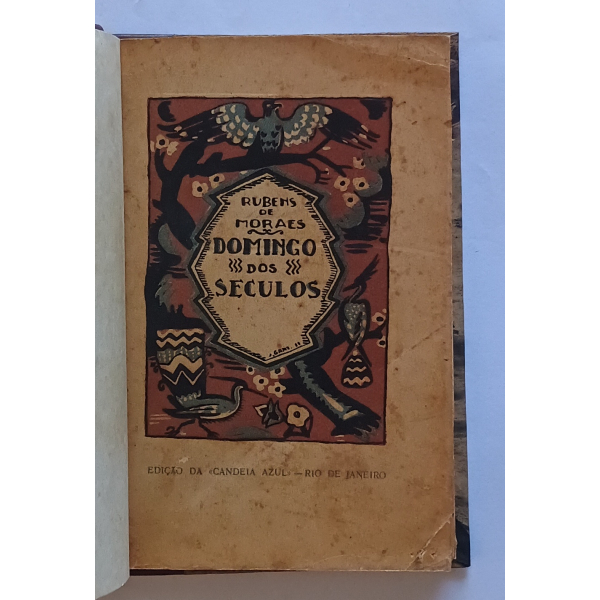 RUBENS
DE
MORAES
DOMINGO
DOS
SECULOS
EDIÇÃO DA «CANDEIA AZUL» — RIO DE JANEIRO